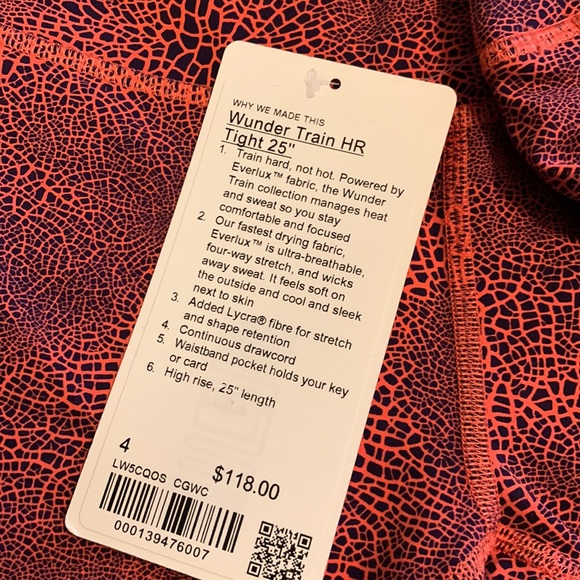 WHY WE MADE THIS
Wunder Train HR
Tight 25"
1. Train hard, not hot. Powered by
Everlux™ fabric, the Wunder
Train collection manages heat
and sweat so you stay
comfortable and focused
2. Our fastest drying fabric,
Everlux™ is ultra-breathable,
four-way stretch, and wicks
away sweat. It feels soft on
the outside and cool and sleek
next to skin
3. Added Lycra® fibre for stretch
and shape retention
4. Continuous drawcord
5. Waistband pocket holds your key
or card
6. High rise, 25" length
4
$118.00
LW5CQOS CGWC
000139476007